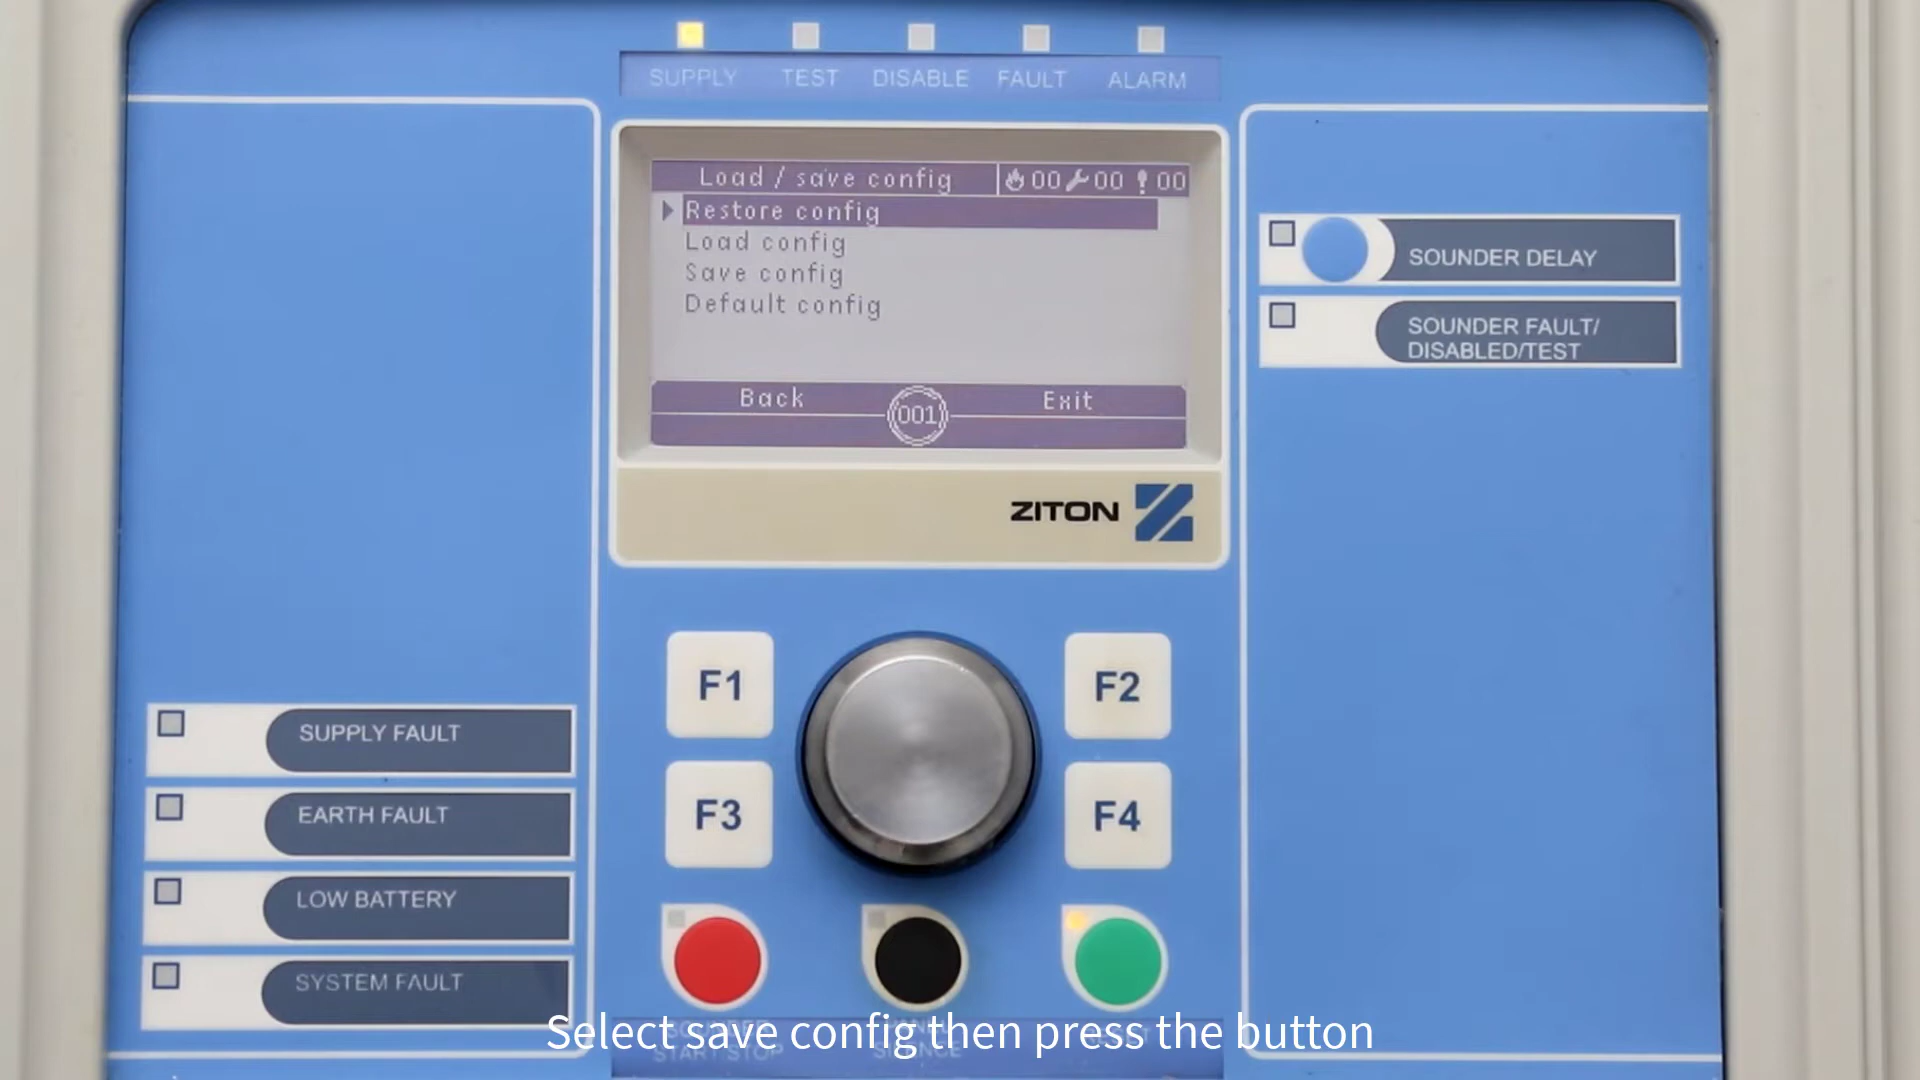 SUPPLY TEST DISABLE FAULT ALARM
Load / save config 00 00 00
Restore config
Load config
Save config
Default config
Back Exit
001
ZITON
SOUNDER DELAY
SOUNDER FAULT/
DISABLED/TEST
F1 F2
F3 F4
SUPPLY FAULT
EARTH FAULT
LOW BATTERY
SYSTEM FAULT
START/STOP
Select save config then press the button